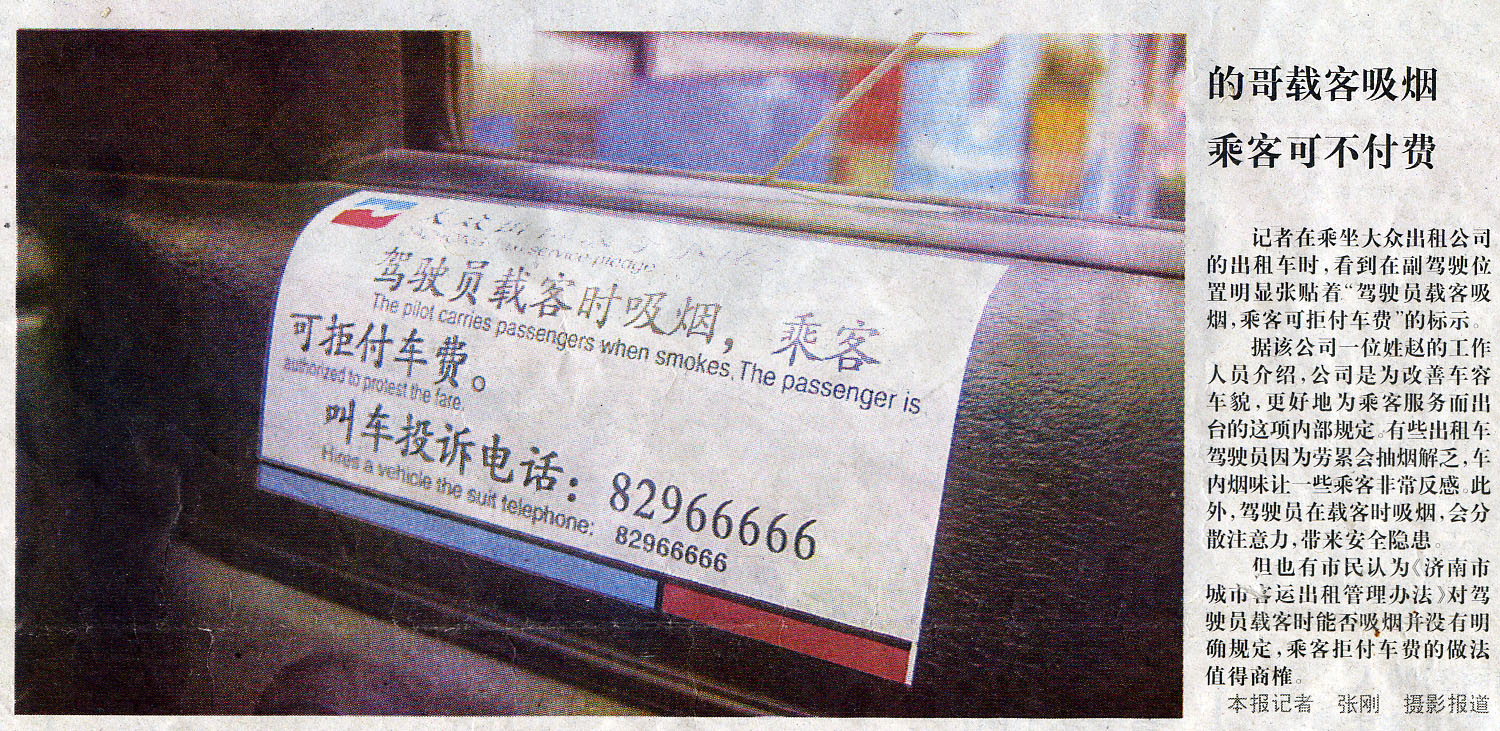 的哥载客吸烟
乘客可不付费
记者在乘坐大众出租公司
的出租车时，看到在副驾驶位
置明显张贴着“驾驶员载客吸
烟，乘客可拒付车费”的标示。
据该公司一位姓赵的工作
人员介绍，公司是为改善车容
车貌，更好地为乘客服务而出
台的这项内部规定。有些出租车
驾驶员因为劳累会抽烟解乏，车
内烟味让一些乘客非常反感。此
外，驾驶员在载客时吸烟，会分
散注意力，带来安全隐患。
但也有市民认为《济南市
城市客运出租管理办法》对驾
驶员载客时能否吸烟并没有明
确规定，乘客拒付车费的做法
值得商榷。
本报记者 张刚 摄影报道
service pledge
驾驶员载客时吸烟，乘客
The pilot carries passengers when smokes.The passenger is
可拒付车费。
authorized to protest the fare.
叫车投诉电话：82966666
Hires a vehicle the suit telephone: 82966666